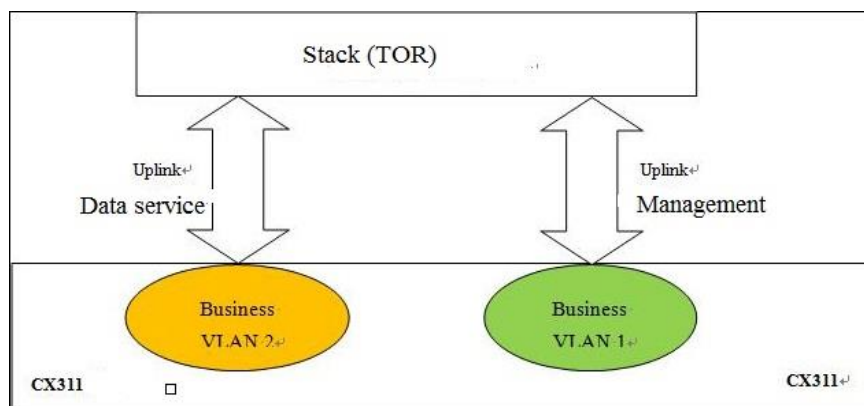 Stack (TOR)
Uplink
Data service
Uplink
Management
Business
VLAN 2
Business
VLAN 1
CX311
CX311